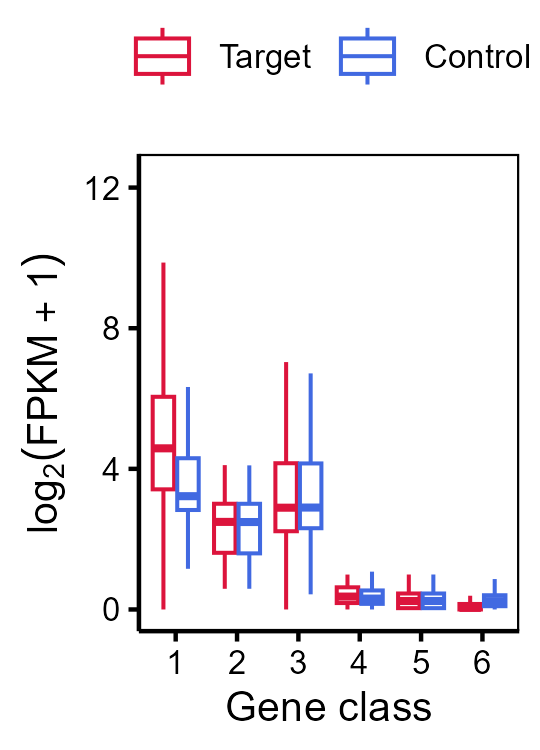 Target Control
12
8
4
0
log₂(FPKM + 1)
1 2 3 4 5 6
Gene class